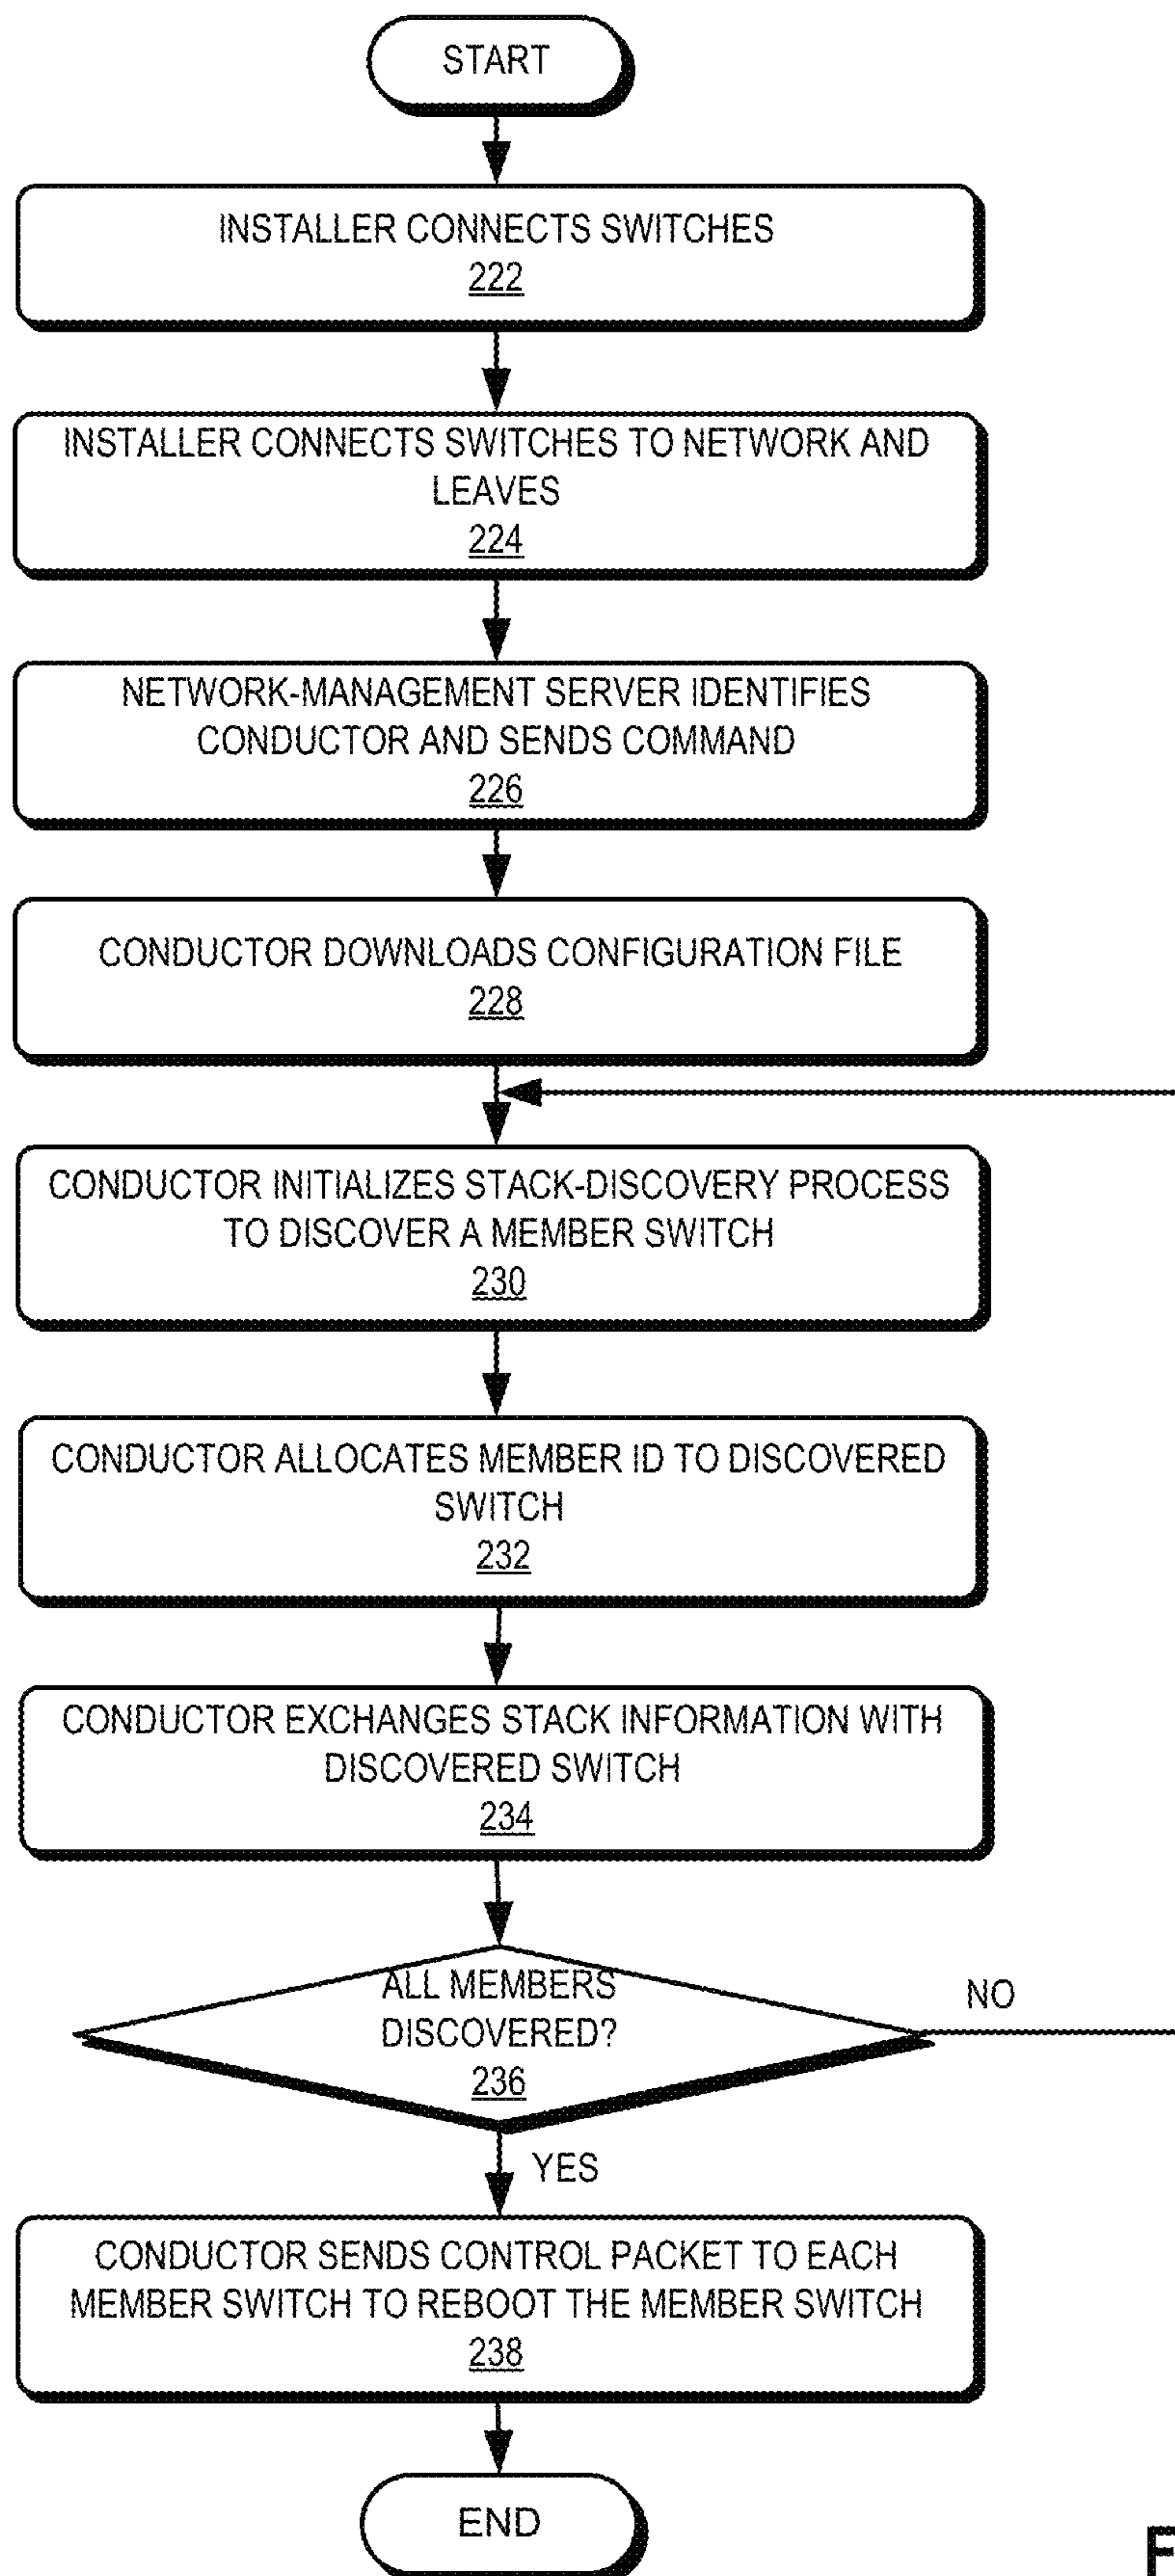 START
INSTALLER CONNECTS SWITCHES
222
INSTALLER CONNECTS SWITCHES TO NETWORK AND
LEAVES
224
NETWORK-MANAGEMENT SERVER IDENTIFIES
CONDUCTOR AND SENDS COMMAND
226
CONDUCTOR DOWNLOADS CONFIGURATION FILE
228
CONDUCTOR INITIALIZES STACK-DISCOVERY PROCESS
TO DISCOVER A MEMBER SWITCH
230
CONDUCTOR ALLOCATES MEMBER ID TO DISCOVERED
SWITCH
232
CONDUCTOR EXCHANGES STACK INFORMATION WITH
DISCOVERED SWITCH
234
ALL MEMBERS
DISCOVERED?
236
NO
YES
CONDUCTOR SENDS CONTROL PACKET TO EACH
MEMBER SWITCH TO REBOOT THE MEMBER SWITCH
238
END